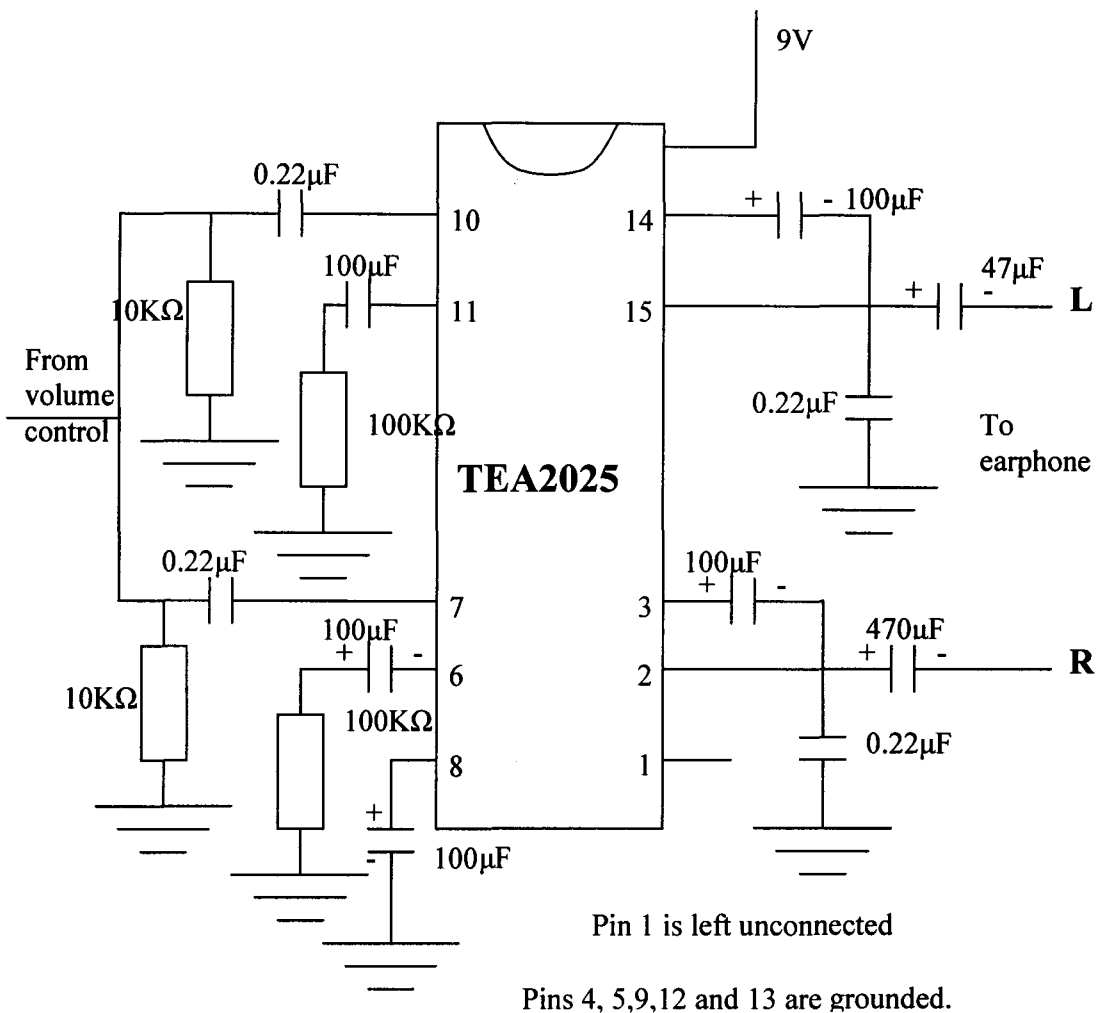 9V
0.22μF
+ - 100μF
10 14
100μF
47μF
+ -
L
10KΩ
11 15
From
volume
control
100KΩ
0.22μF
To
earphone
TEA2025
0.22μF
100μF
+ -
7 3
100μF
+ -
470μF
+ -
R
6 2
10KΩ
100KΩ
0.22μF
8 1
+
-
100μF
Pin 1 is left unconnected
Pins 4, 5,9,12 and 13 are grounded.